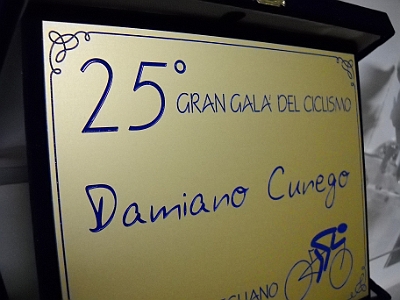 25° GRAN GALA' DEL CICLISMO
Damiano Cunego